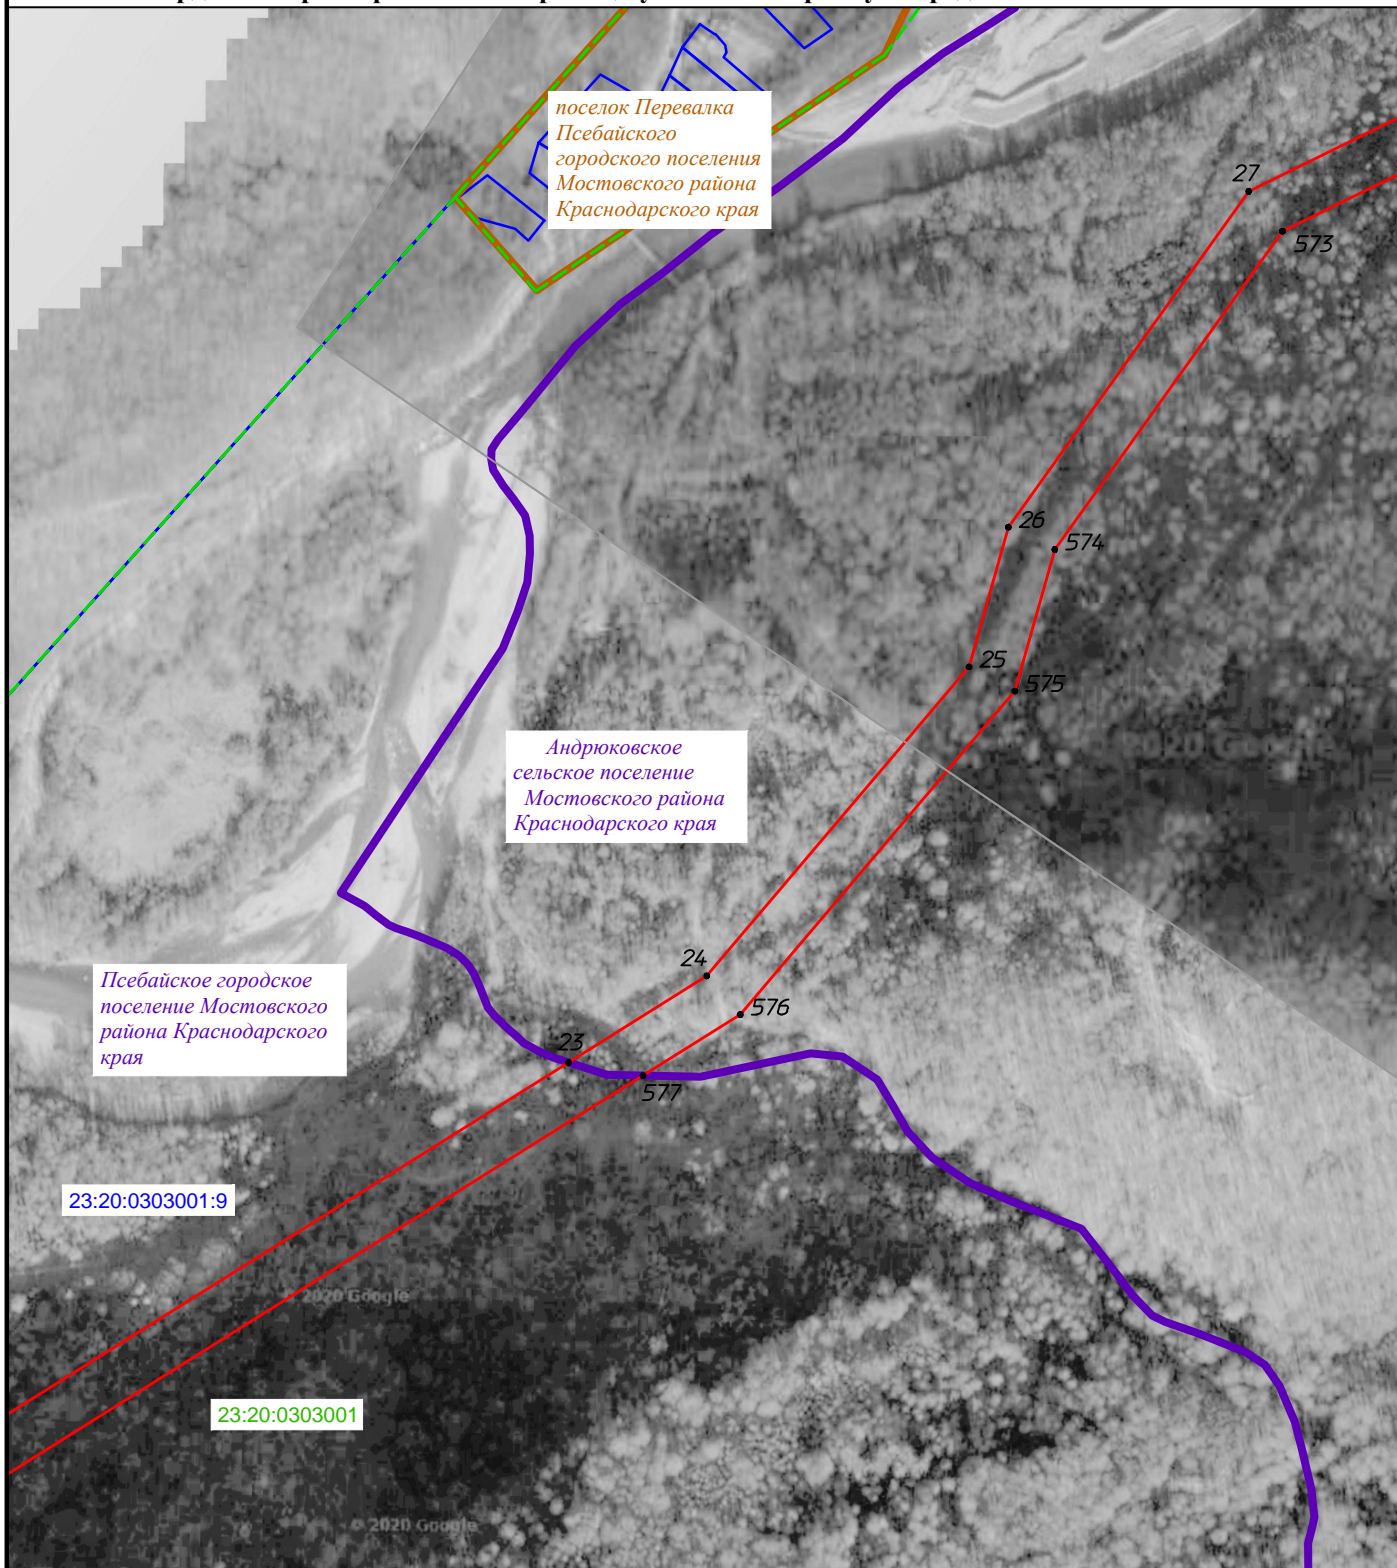 поселок Перевалка
Псебайского
городского поселения
Мостовского района
Краснодарского края
27
573
26
574
25
575
Андрюковское
сельское поселение
Мостовского района
Краснодарского края
24
576
Псебайское городское
поселение Мостовского
района Краснодарского
края
23
577
23:20:0303001:9
2020 Google
23:20:0303001
© 2020 Google